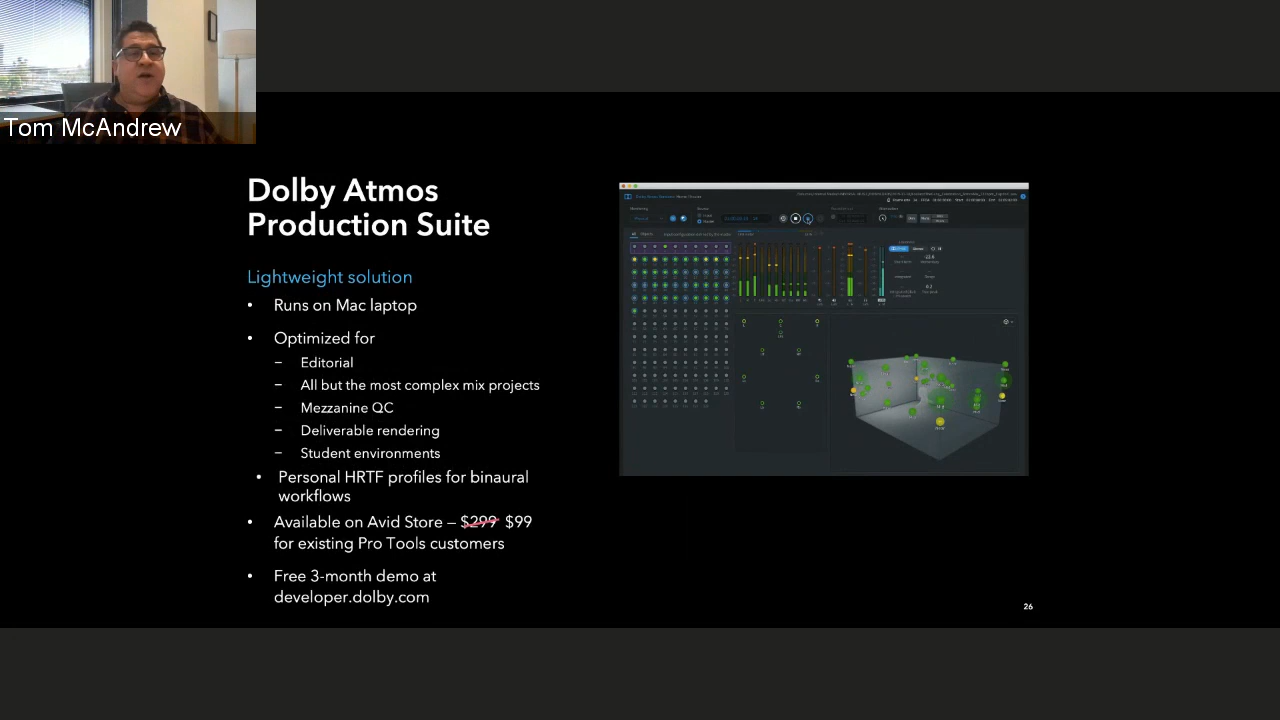 Tom McAndrew
Dolby Atmos
Production Suite
Lightweight solution
• Runs on Mac laptop
• Optimized for
– Editorial
– All but the most complex mix projects
– Mezzanine QC
– Deliverable rendering
– Student environments
• Personal HRTF profiles for binaural
workflows
• Available on Avid Store – $299 $99
for existing Pro Tools customers
• Free 3-month demo at
developer.dolby.com
26